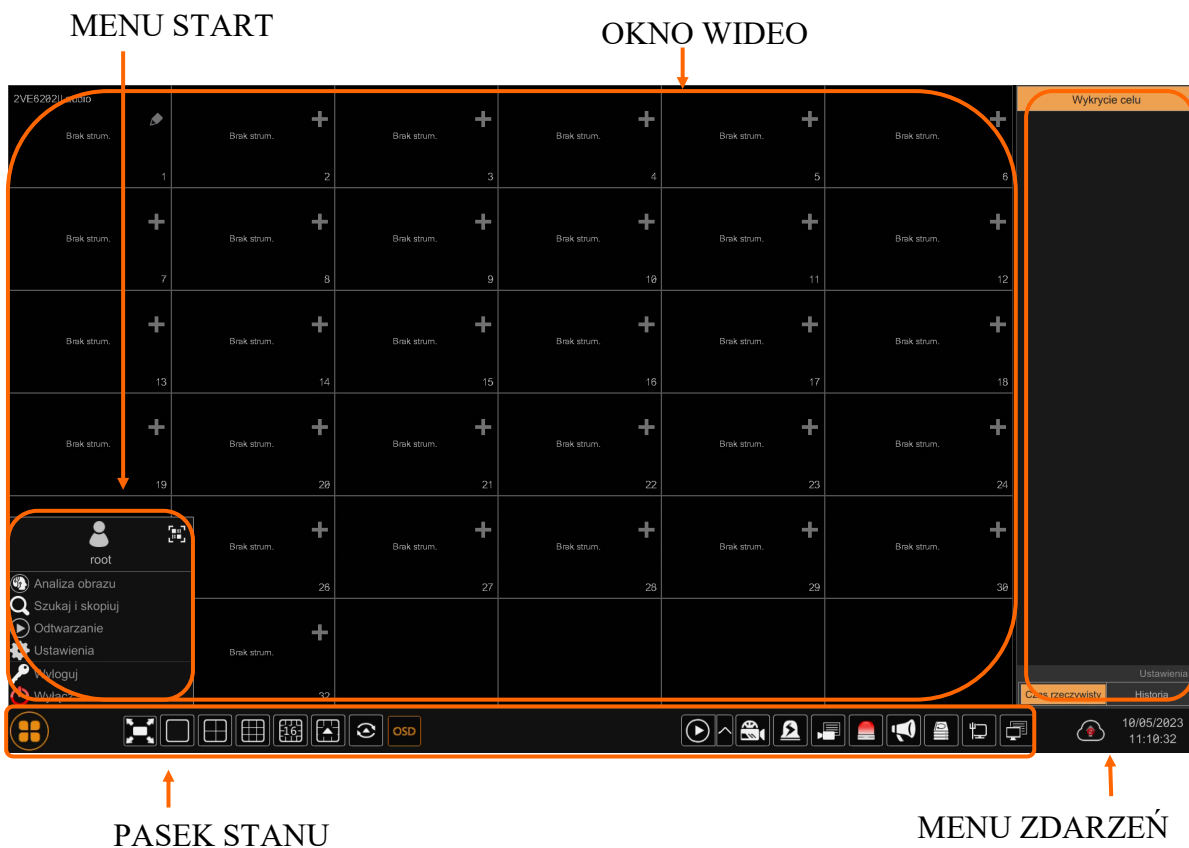 MENU START
OKNO WIDEO
2VE6202|| audio
Wykrycie celu
Brak strum. Brak strum. Brak strum. Brak strum. Brak strum. Brak strum.
1 2 3 4 5 6
Brak strum. Brak strum. Brak strum. Brak strum. Brak strum. Brak strum.
7 8 9 10 11 12
Brak strum. Brak strum. Brak strum. Brak strum. Brak strum. Brak strum.
13 14 15 16 17 18
Brak strum. Brak strum. Brak strum. Brak strum. Brak strum. Brak strum.
19 20 21 22 23 24
Brak strum. Brak strum. Brak strum. Brak strum. Brak strum.
26 27 28 29 30
root
Analiza obrazu
Szukaj i skopiuj
Odtwarzanie
Ustawienia
Wyloguj
Wyłącz
Brak strum.
32
Ustawienia
Czas rzeczywisty Historia
16 OSD
10/05/2023
11:10:32
PASEK STANU
MENU ZDARZEŃ